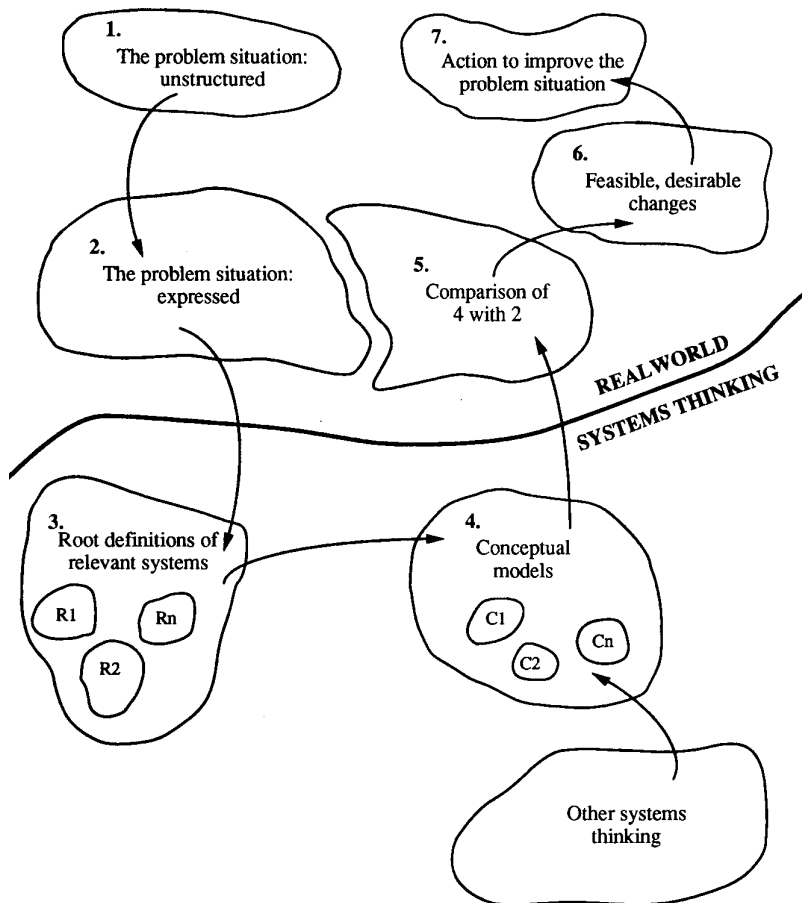 1.
The problem situation:
unstructured
7.
Action to improve the
problem situation
6.
Feasible, desirable
changes
2.
The problem situation:
expressed
5.
Comparison of
4 with 2
REAL WORLD
SYSTEMS THINKING
3.
Root definitions of
relevant systems
R1
Rn
R2
4.
Conceptual
models
C1
C2
Cn
Other systems
thinking